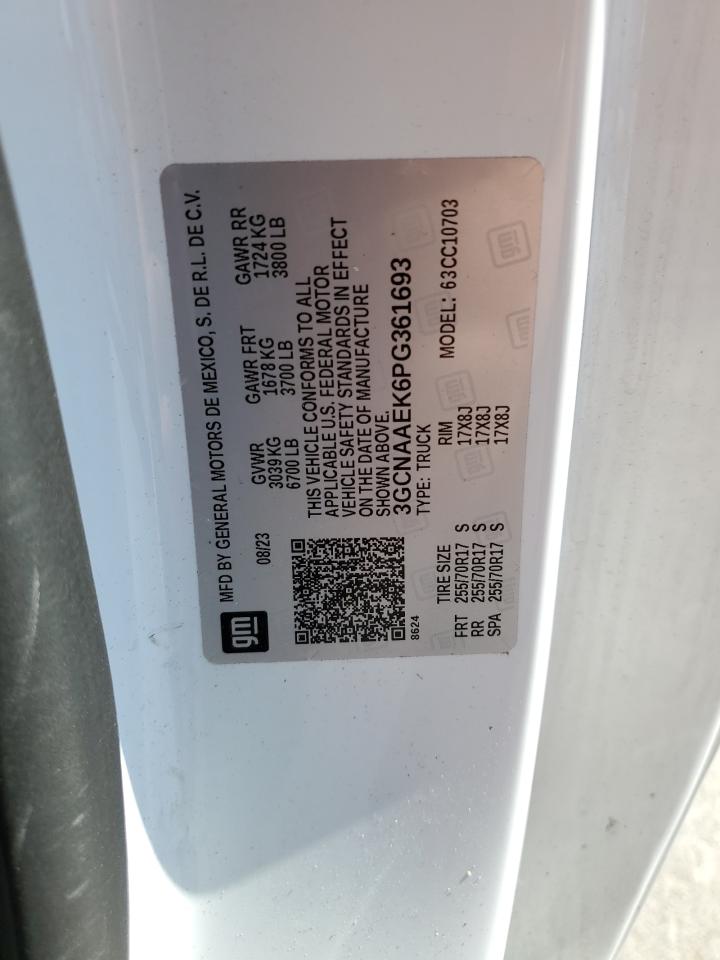 gm MFD BY GENERAL MOTORS DE MEXICO, S. DE R.L. DE C.V.
08/23 GVWR GAWR FRT GAWR RR
3039 KG 1678 KG 1724 KG
6700 LB 3700 LB 3800 LB
THIS VEHICLE CONFORMS TO ALL
APPLICABLE U.S. FEDERAL MOTOR
VEHICLE SAFETY STANDARDS IN EFFECT
ON THE DATE OF MANUFACTURE
SHOWN ABOVE.
3GCNAAEK6PG361693
8624 TYPE: TRUCK MODEL: 63CC10703
TIRE SIZE RIM
FRT 255/70R17 S 17X8J
RR 255/70R17 S 17X8J
SPA 255/70R17 S 17X8J